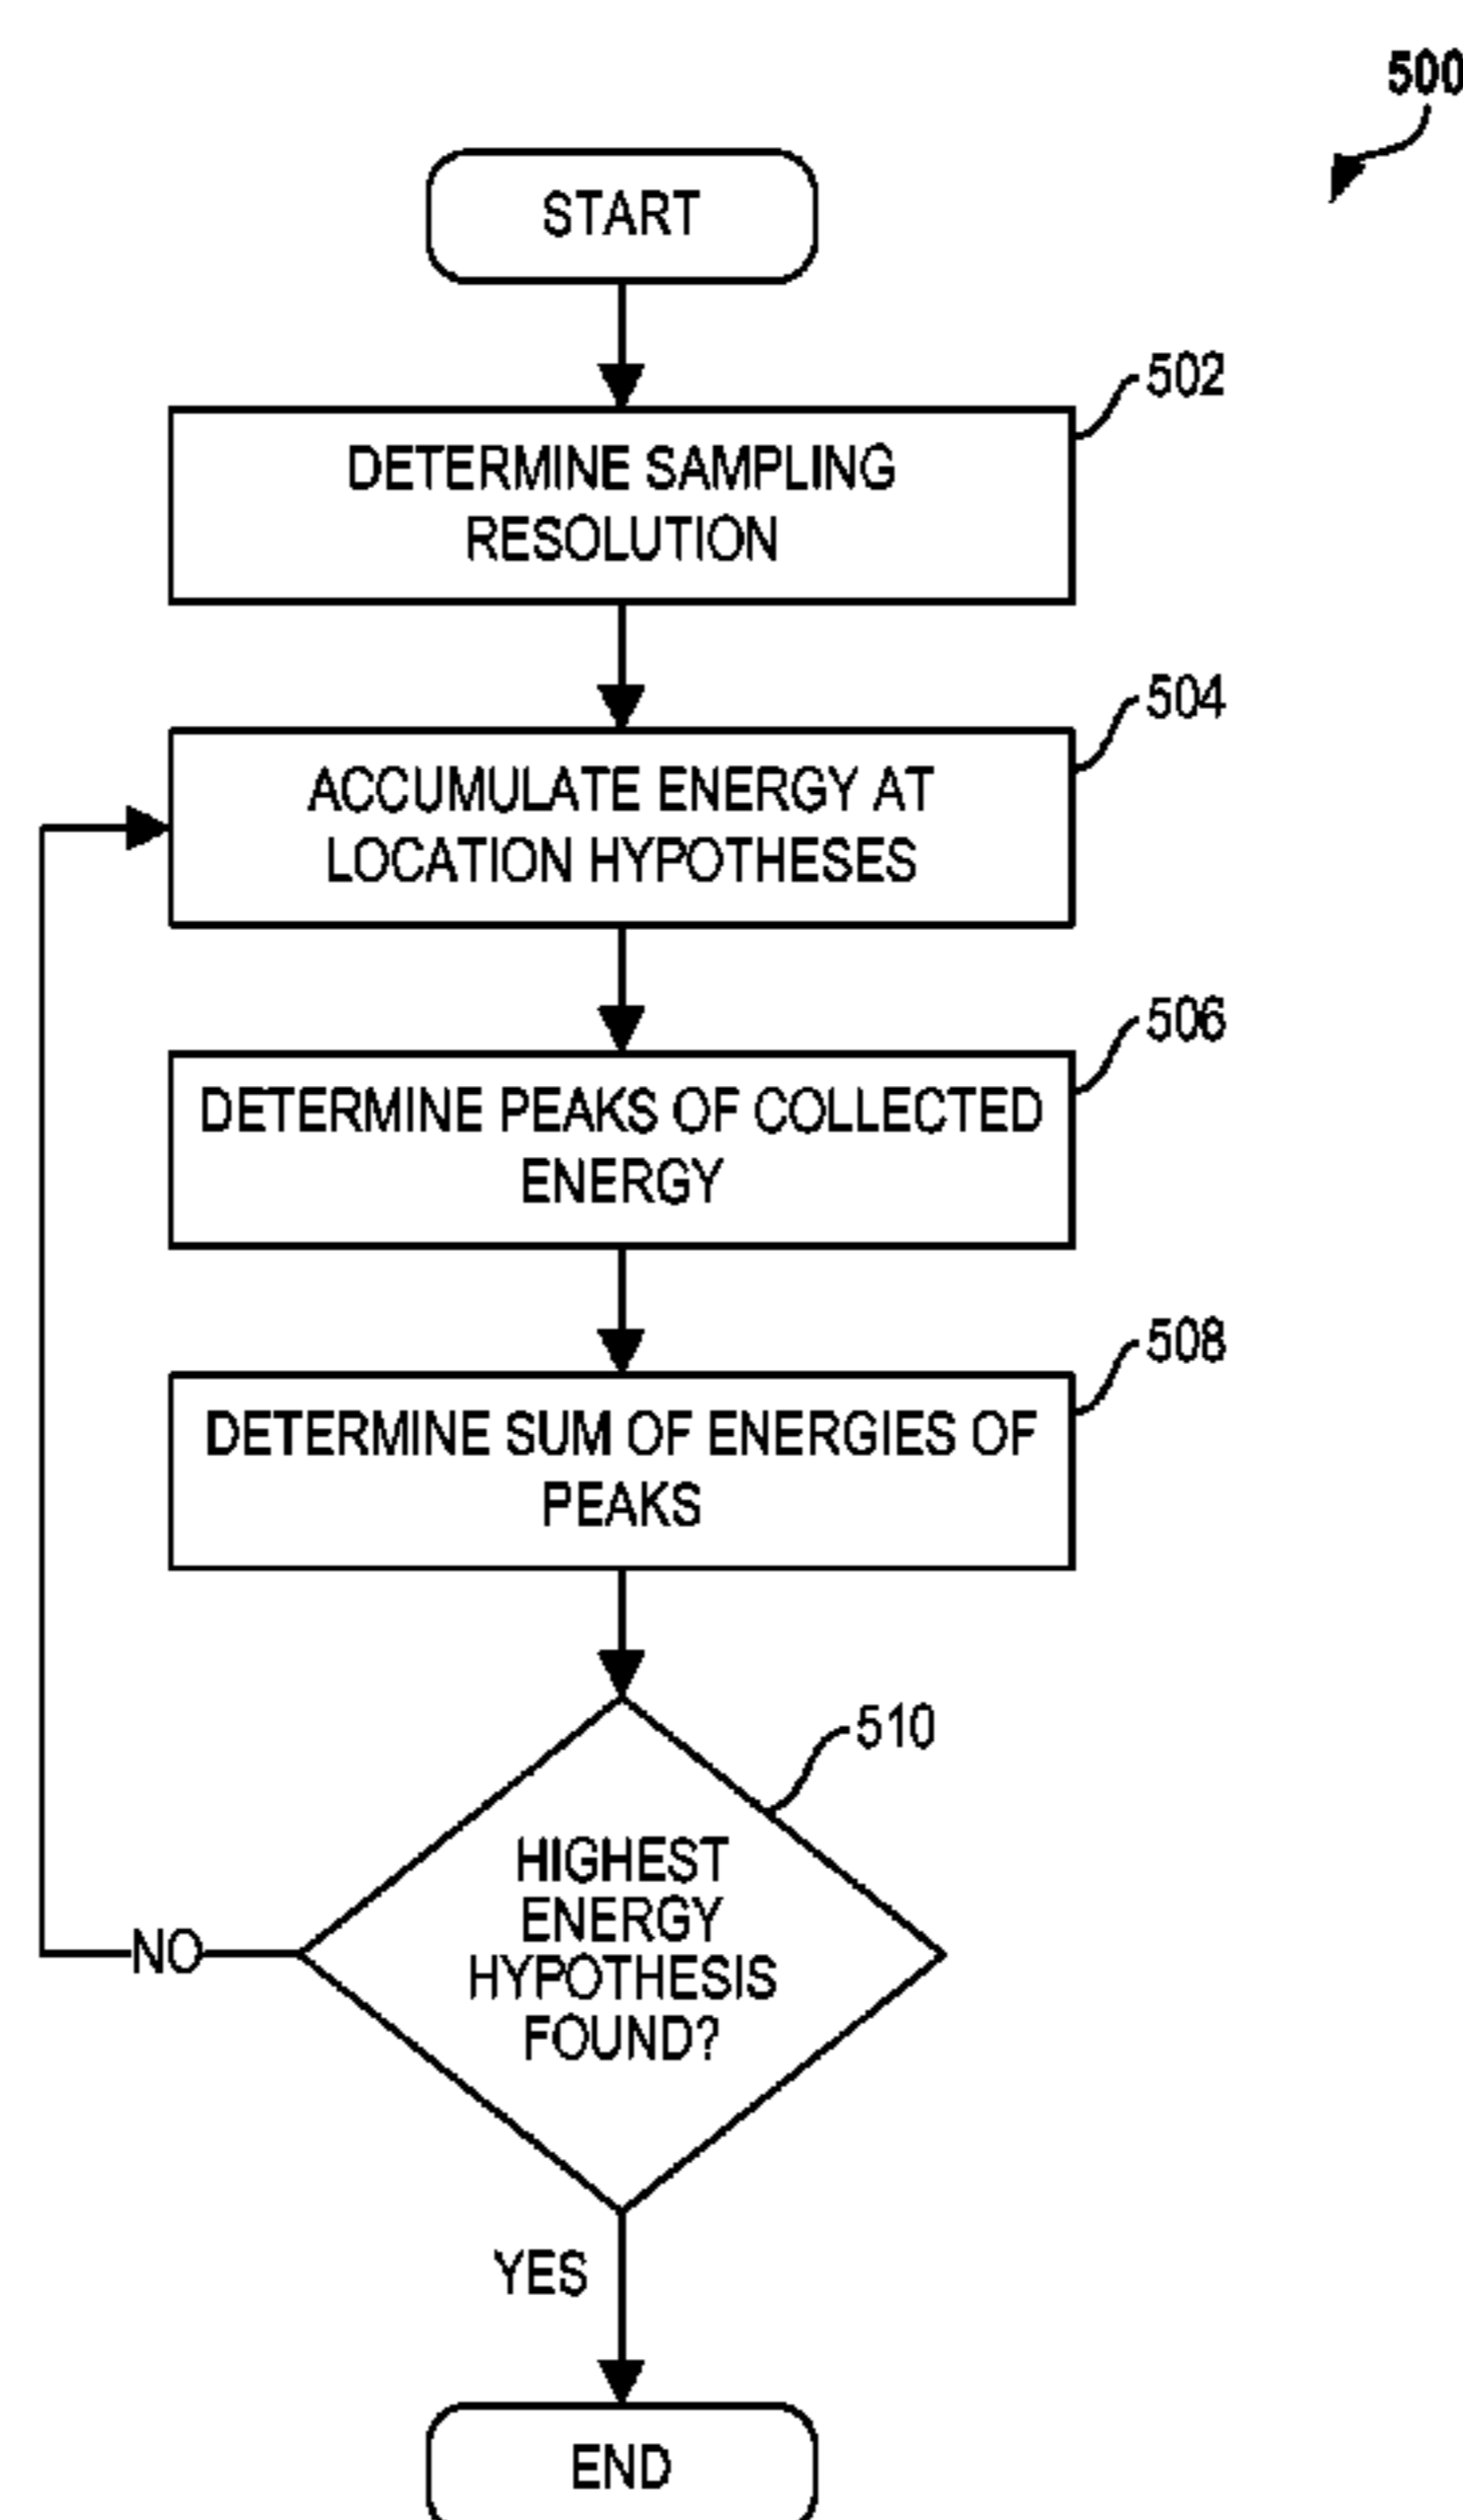 500
START
502
DETERMINE SAMPLING
RESOLUTION
504
ACCUMULATE ENERGY AT
LOCATION HYPOTHESES
506
DETERMINE PEAKS OF COLLECTED
ENERGY
508
DETERMINE SUM OF ENERGIES OF
PEAKS
510
HIGHEST
ENERGY
HYPOTHESIS
FOUND?
NO
YES
END